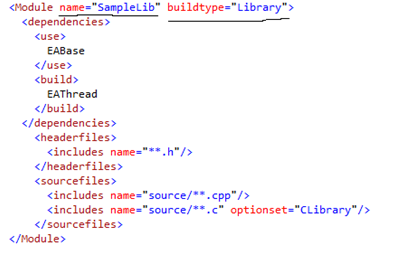 <Module name="SampleLib" buildtype="Library">
<dependencies>
<use>
EABase
</use>
<build>
EAThread
</build>
</dependencies>
<headerfiles>
<includes name="**.h"/>
</headerfiles>
<sourcefiles>
<includes name="source/**.cpp"/>
<includes name="source/**.c" optionset="CLibrary"/>
</sourcefiles>
</Module>